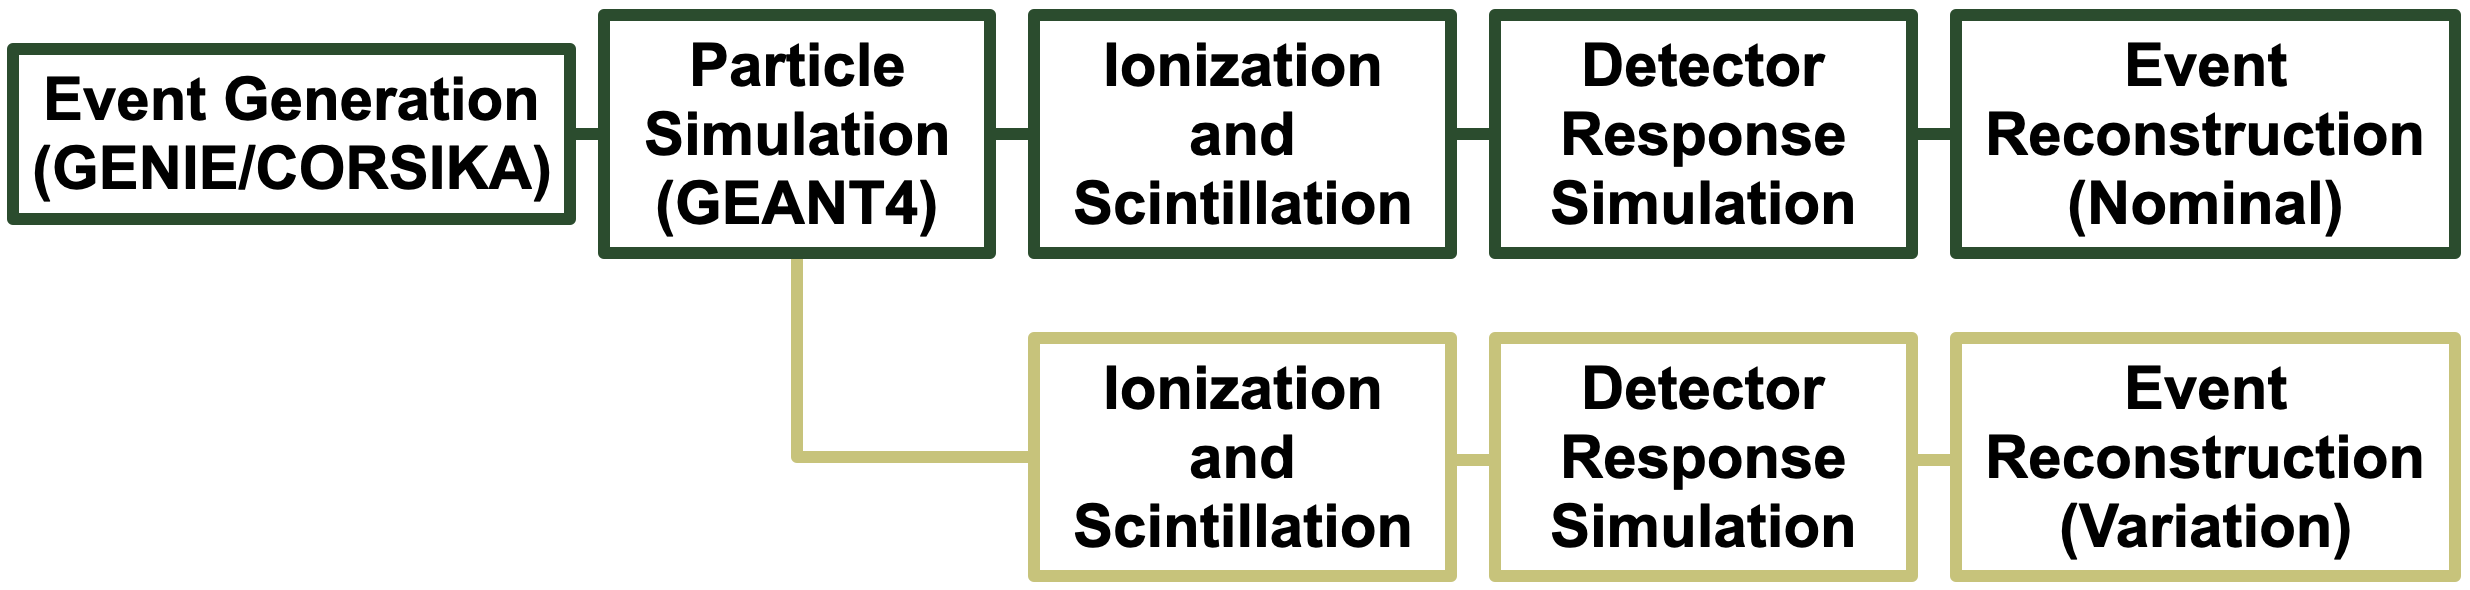 Event Generation
(GENIE/CORSIKA)
Particle
Simulation
(GEANT4)
Ionization
and
Scintillation
Detector
Response
Simulation
Event
Reconstruction
(Nominal)
Ionization
and
Scintillation
Detector
Response
Simulation
Event
Reconstruction
(Variation)